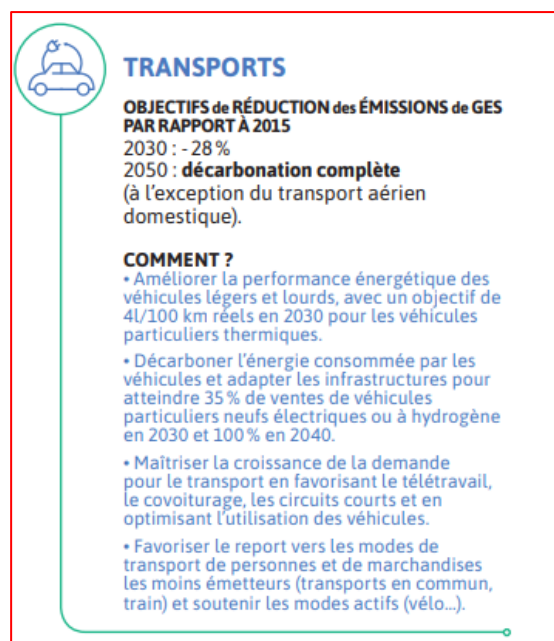 TRANSPORTS
OBJECTIFS de RÉDUCTION des ÉMISSIONS de GES
PAR RAPPORT À 2015
2030 : - 28 %
2050 : décarbonation complète
(à l'exception du transport aérien
domestique).
COMMENT ?
• Améliorer la performance énergétique des
véhicules légers et lourds, avec un objectif de
4l/100 km réels en 2030 pour les véhicules
particuliers thermiques.
• Décarboner l'énergie consommée par les
véhicules et adapter les infrastructures pour
atteindre 35 % de ventes de véhicules
particuliers neufs électriques ou à hydrogène
en 2030 et 100 % en 2040.
• Maîtriser la croissance de la demande
pour le transport en favorisant le télétravail,
le covoiturage, les circuits courts et en
optimisant l'utilisation des véhicules.
• Favoriser le report vers les modes de
transport de personnes et de marchandises
les moins émetteurs (transports en commun,
train) et soutenir les modes actifs (vélo...).